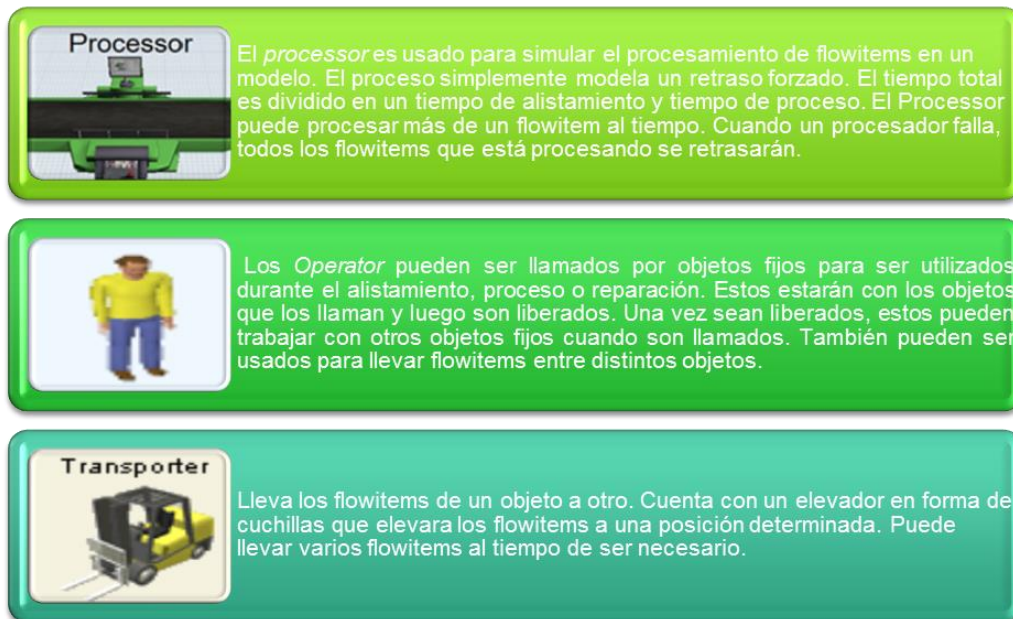 Processor
El processor es usado para simular el procesamiento de flowitems en un
modelo. El proceso simplemente modela un retraso forzado. El tiempo total
es dividido en un tiempo de alistamiento y tiempo de proceso. El Processor
puede procesar más de un flowitem al tiempo. Cuando un procesador falla,
todos los flowitems que está procesando se retrasarán.
Los Operator pueden ser llamados por objetos fijos para ser utilizados
durante el alistamiento, proceso o reparación. Estos estarán con los objetos
que los llaman y luego son liberados. Una vez sean liberados, estos pueden
trabajar con otros objetos fijos cuando son llamados. También pueden ser
usados para llevar flowitems entre distintos objetos.
Transporter
Lleva los flowitems de un objeto a otro. Cuenta con un elevador en forma de
cuchillas que elevara los flowitems a una posición determinada. Puede
llevar varios flowitems al tiempo de ser necesario.